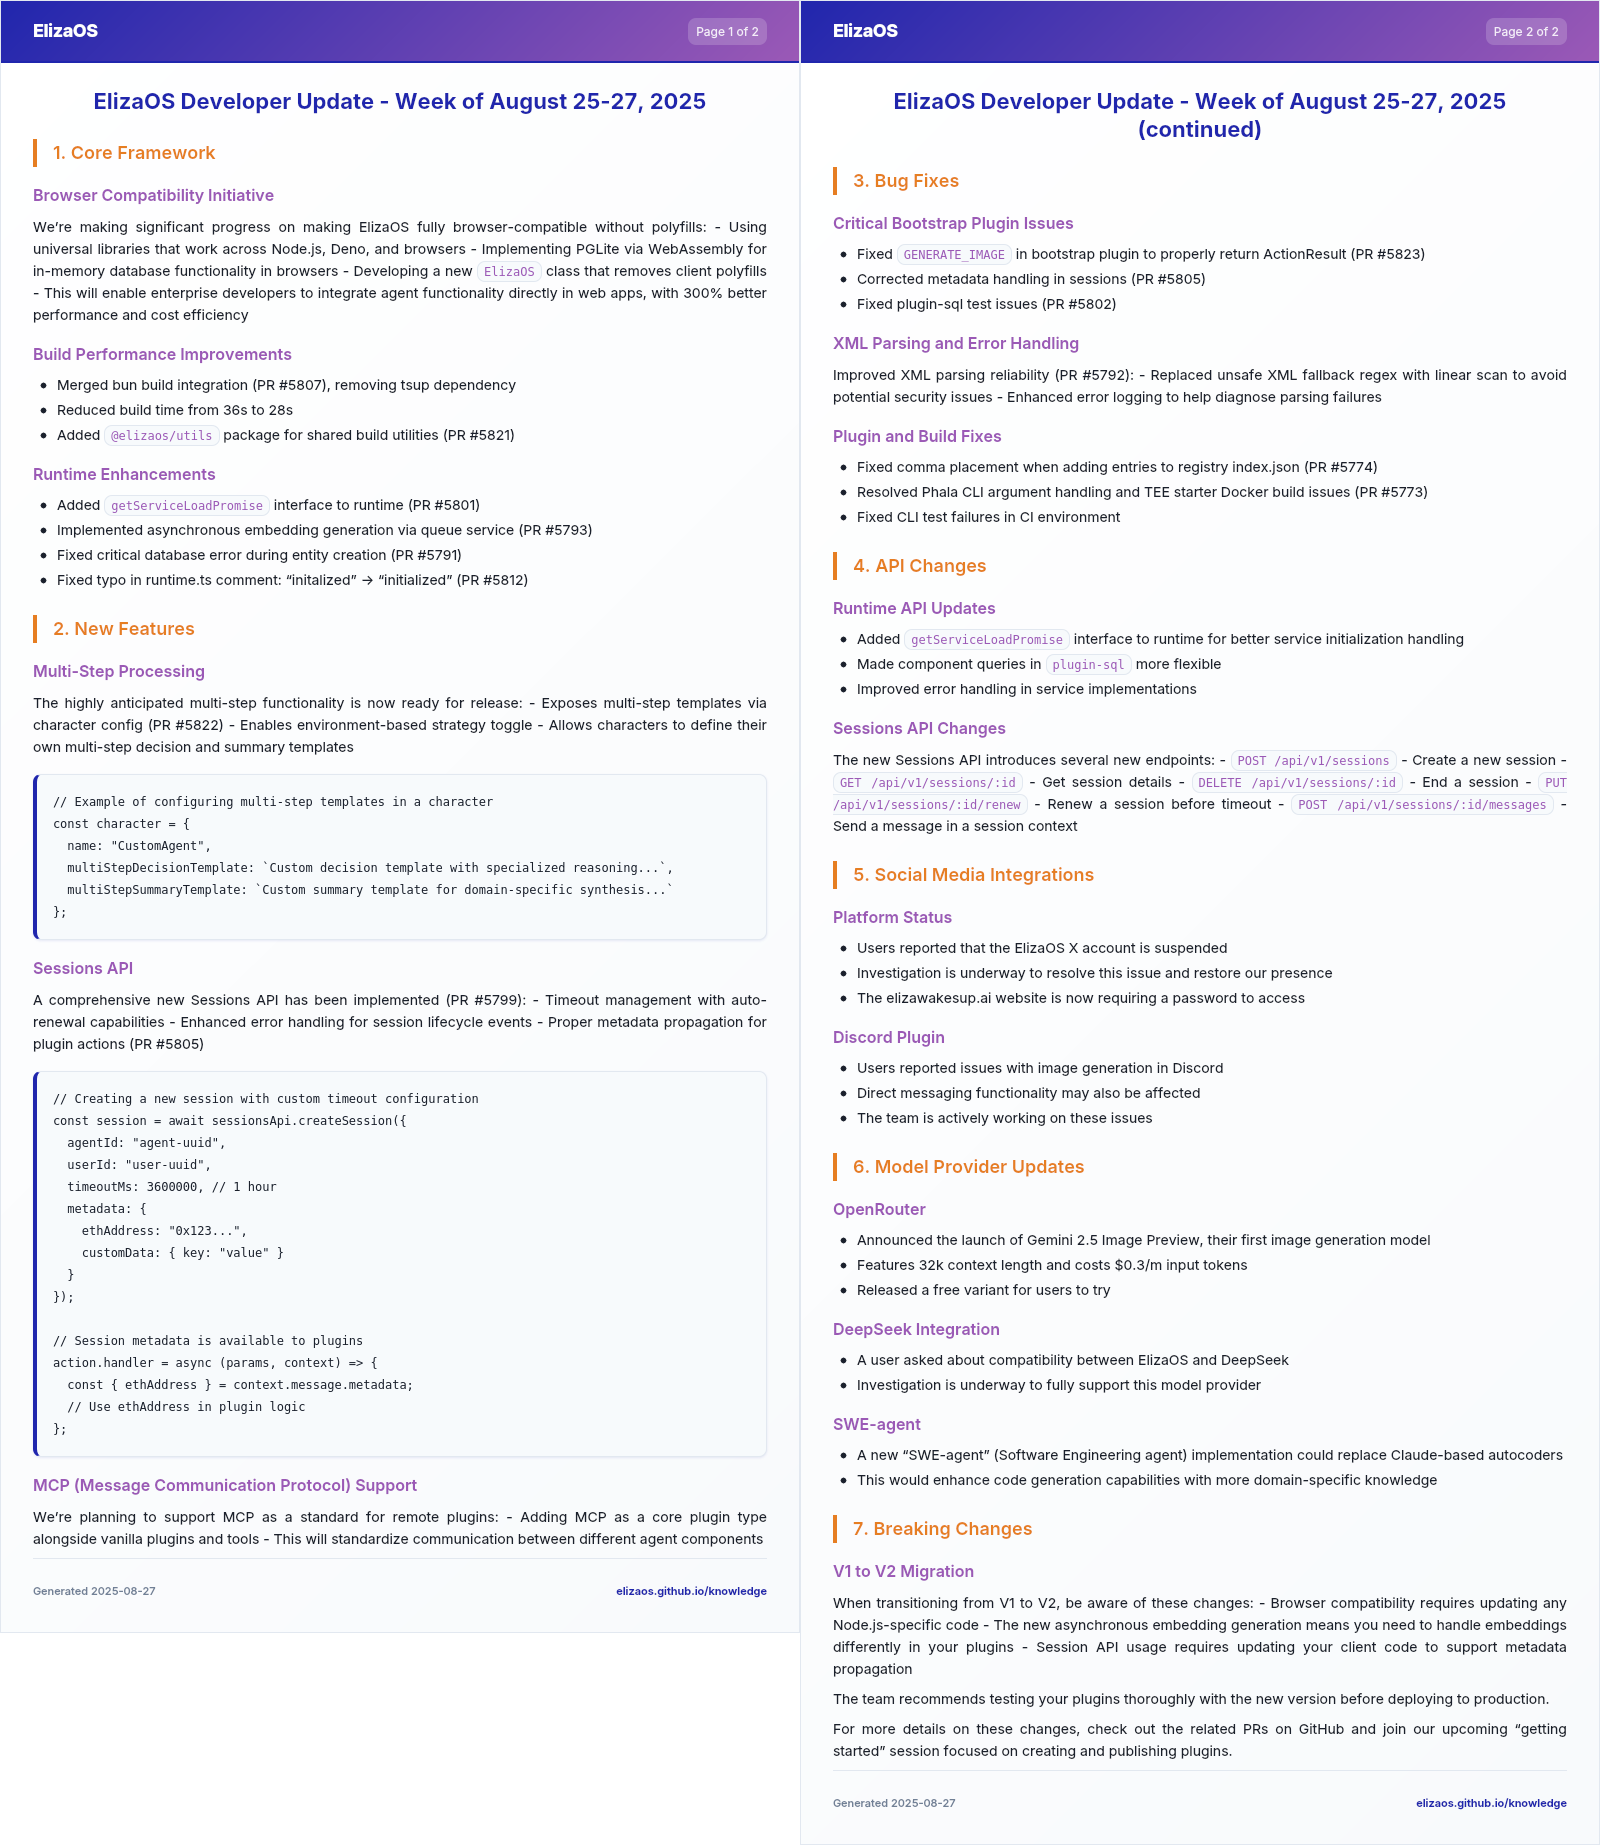 ElizaOS
Page 1 of 2
ElizaOS Developer Update - Week of August 25-27, 2025
1. Core Framework
Browser Compatibility Initiative
We’re making significant progress on making ElizaOS fully browser-compatible without polyfills: - Using
universal libraries that work across Node.js, Deno, and browsers - Implementing PGLite via WebAssembly for
in-memory database functionality in browsers - Developing a new ElizaOS class that removes client polyfills
- This will enable enterprise developers to integrate agent functionality directly in web apps, with 300% better
performance and cost efficiency
Build Performance Improvements
• Merged bun build integration (PR #5807), removing tsup dependency
• Reduced build time from 36s to 28s
• Added @elizaos/utils package for shared build utilities (PR #5821)
Runtime Enhancements
• Added getServiceLoadPromise interface to runtime (PR #5801)
• Implemented asynchronous embedding generation via queue service (PR #5793)
• Fixed critical database error during entity creation (PR #5791)
• Fixed typo in runtime.ts comment: “initalized” → “initialized” (PR #5812)
2. New Features
Multi-Step Processing
The highly anticipated multi-step functionality is now ready for release: - Exposes multi-step templates via
character config (PR #5822) - Enables environment-based strategy toggle - Allows characters to define their
own multi-step decision and summary templates
// Example of configuring multi-step templates in a character
const character = {
  name: "CustomAgent",
  multiStepDecisionTemplate: `Custom decision template with specialized reasoning...`,
  multiStepSummaryTemplate: `Custom summary template for domain-specific synthesis...`
};
Sessions API
A comprehensive new Sessions API has been implemented (PR #5799): - Timeout management with auto-
renewal capabilities - Enhanced error handling for session lifecycle events - Proper metadata propagation for
plugin actions (PR #5805)
// Creating a new session with custom timeout configuration
const session = await sessionsApi.createSession({
  agentId: "agent-uuid",
  userId: "user-uuid",
  timeoutMs: 3600000, // 1 hour
  metadata: {
    ethAddress: "0x123...",
    customData: { key: "value" }
  }
});
// Session metadata is available to plugins
action.handler = async (params, context) => {
  const { ethAddress } = context.message.metadata;
  // Use ethAddress in plugin logic
};
MCP (Message Communication Protocol) Support
We’re planning to support MCP as a standard for remote plugins: - Adding MCP as a core plugin type
alongside vanilla plugins and tools - This will standardize communication between different agent components
Generated 2025-08-27
elizaos.github.io/knowledge
ElizaOS
Page 2 of 2
ElizaOS Developer Update - Week of August 25-27, 2025
(continued)
3. Bug Fixes
Critical Bootstrap Plugin Issues
• Fixed GENERATE_IMAGE in bootstrap plugin to properly return ActionResult (PR #5823)
• Corrected metadata handling in sessions (PR #5805)
• Fixed plugin-sql test issues (PR #5802)
XML Parsing and Error Handling
Improved XML parsing reliability (PR #5792): - Replaced unsafe XML fallback regex with linear scan to avoid
potential security issues - Enhanced error logging to help diagnose parsing failures
Plugin and Build Fixes
• Fixed comma placement when adding entries to registry index.json (PR #5774)
• Resolved Phala CLI argument handling and TEE starter Docker build issues (PR #5773)
• Fixed CLI test failures in CI environment
4. API Changes
Runtime API Updates
• Added getServiceLoadPromise interface to runtime for better service initialization handling
• Made component queries in plugin-sql more flexible
• Improved error handling in service implementations
Sessions API Changes
The new Sessions API introduces several new endpoints: - POST /api/v1/sessions - Create a new session -
GET /api/v1/sessions/:id - Get session details - DELETE /api/v1/sessions/:id - End a session - PUT
/api/v1/sessions/:id/renew - Renew a session before timeout - POST /api/v1/sessions/:id/messages -
Send a message in a session context
5. Social Media Integrations
Platform Status
• Users reported that the ElizaOS X account is suspended
• Investigation is underway to resolve this issue and restore our presence
• The elizawakesup.ai website is now requiring a password to access
Discord Plugin
• Users reported issues with image generation in Discord
• Direct messaging functionality may also be affected
• The team is actively working on these issues
6. Model Provider Updates
OpenRouter
• Announced the launch of Gemini 2.5 Image Preview, their first image generation model
• Features 32k context length and costs $0.3/m input tokens
• Released a free variant for users to try
DeepSeek Integration
• A user asked about compatibility between ElizaOS and DeepSeek
• Investigation is underway to fully support this model provider
SWE-agent
• A new “SWE-agent” (Software Engineering agent) implementation could replace Claude-based autocoders
• This would enhance code generation capabilities with more domain-specific knowledge
7. Breaking Changes
V1 to V2 Migration
When transitioning from V1 to V2, be aware of these changes: - Browser compatibility requires updating any
Node.js-specific code - The new asynchronous embedding generation means you need to handle embeddings
differently in your plugins - Session API usage requires updating your client code to support metadata
propagation
The team recommends testing your plugins thoroughly with the new version before deploying to production.
For more details on these changes, check out the related PRs on GitHub and join our upcoming “getting
started” session focused on creating and publishing plugins.
Generated 2025-08-27
elizaos.github.io/knowledge